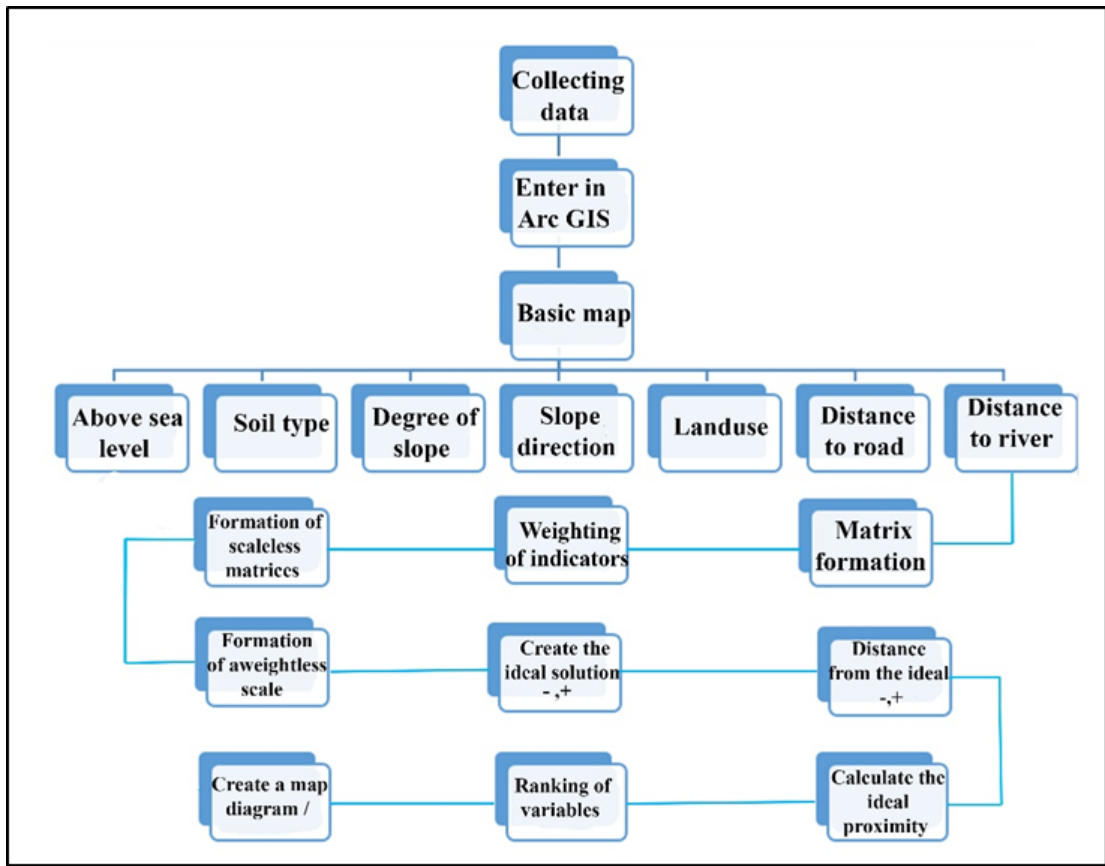 Collecting
data
Enter in
Arc GIS
Basic map
Above sea
level
Soil type
Degree of
slope
Slope
direction
Landuse
Distance
to road
Distance
to river
Matrix
formation
Weighting
of indicators
Formation of
scaleless
matrices
Formation
of aweightless
scale
Create the
ideal solution
- ,+
Distance
from the ideal
-,+
Calculate the
ideal
proximity
Ranking of
variables
Create a map
diagram /